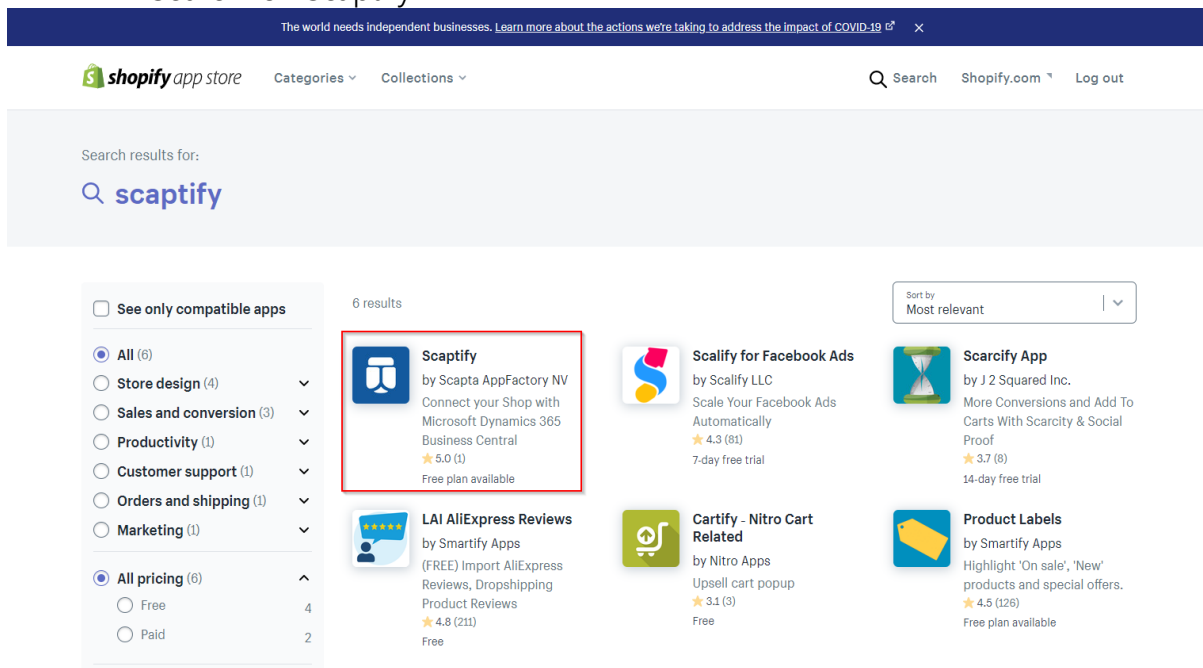 The world needs independent businesses. Learn more about the actions we're taking to address the impact of COVID-19
shopify app store
Categories
Collections
Search
Shopify.com
Log out
Search results for:
scaptify
See only compatible apps
All (6)
Store design (4)
Sales and conversion (3)
Productivity (1)
Customer support (1)
Orders and shipping (1)
Marketing (1)
All pricing (6)
Free 4
Paid 2
6 results
Sort by
Most relevant
Scaptify
by Scapta AppFactory NV
Connect your Shop with
Microsoft Dynamics 365
Business Central
5.0 (1)
Free plan available
Scalify for Facebook Ads
by Scalify LLC
Scale Your Facebook Ads
Automatically
4.3 (81)
7-day free trial
Scarcify App
by J 2 Squared Inc.
More Conversions and Add To
Carts With Scarcity & Social
Proof
3.7 (8)
14-day free trial
LAI AliExpress Reviews
by Smartify Apps
(FREE) Import AliExpress
Reviews, Dropshipping
Product Reviews
4.8 (211)
Free
Cartify - Nitro Cart
Related
by Nitro Apps
Upsell cart popup
3.1 (3)
Free
Product Labels
by Smartify Apps
Highlight 'On sale', 'New'
products and special offers.
4.5 (126)
Free plan available